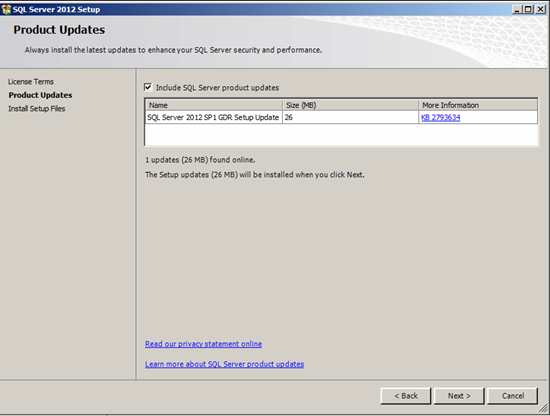 SQL Server 2012 Setup
Product Updates
Always install the latest updates to enhance your SQL Server security and performance.
License Terms
Product Updates
Install Setup Files
Include SQL Server product updates
Name Size (MB) More Information
SQL Server 2012 SP1 GDR Setup Update 26 KB 2793634
1 updates (26 MB) found online.
The Setup updates (26 MB) will be installed when you click Next.
Read our privacy statement online
Learn more about SQL Server product updates
< Back Next > Cancel